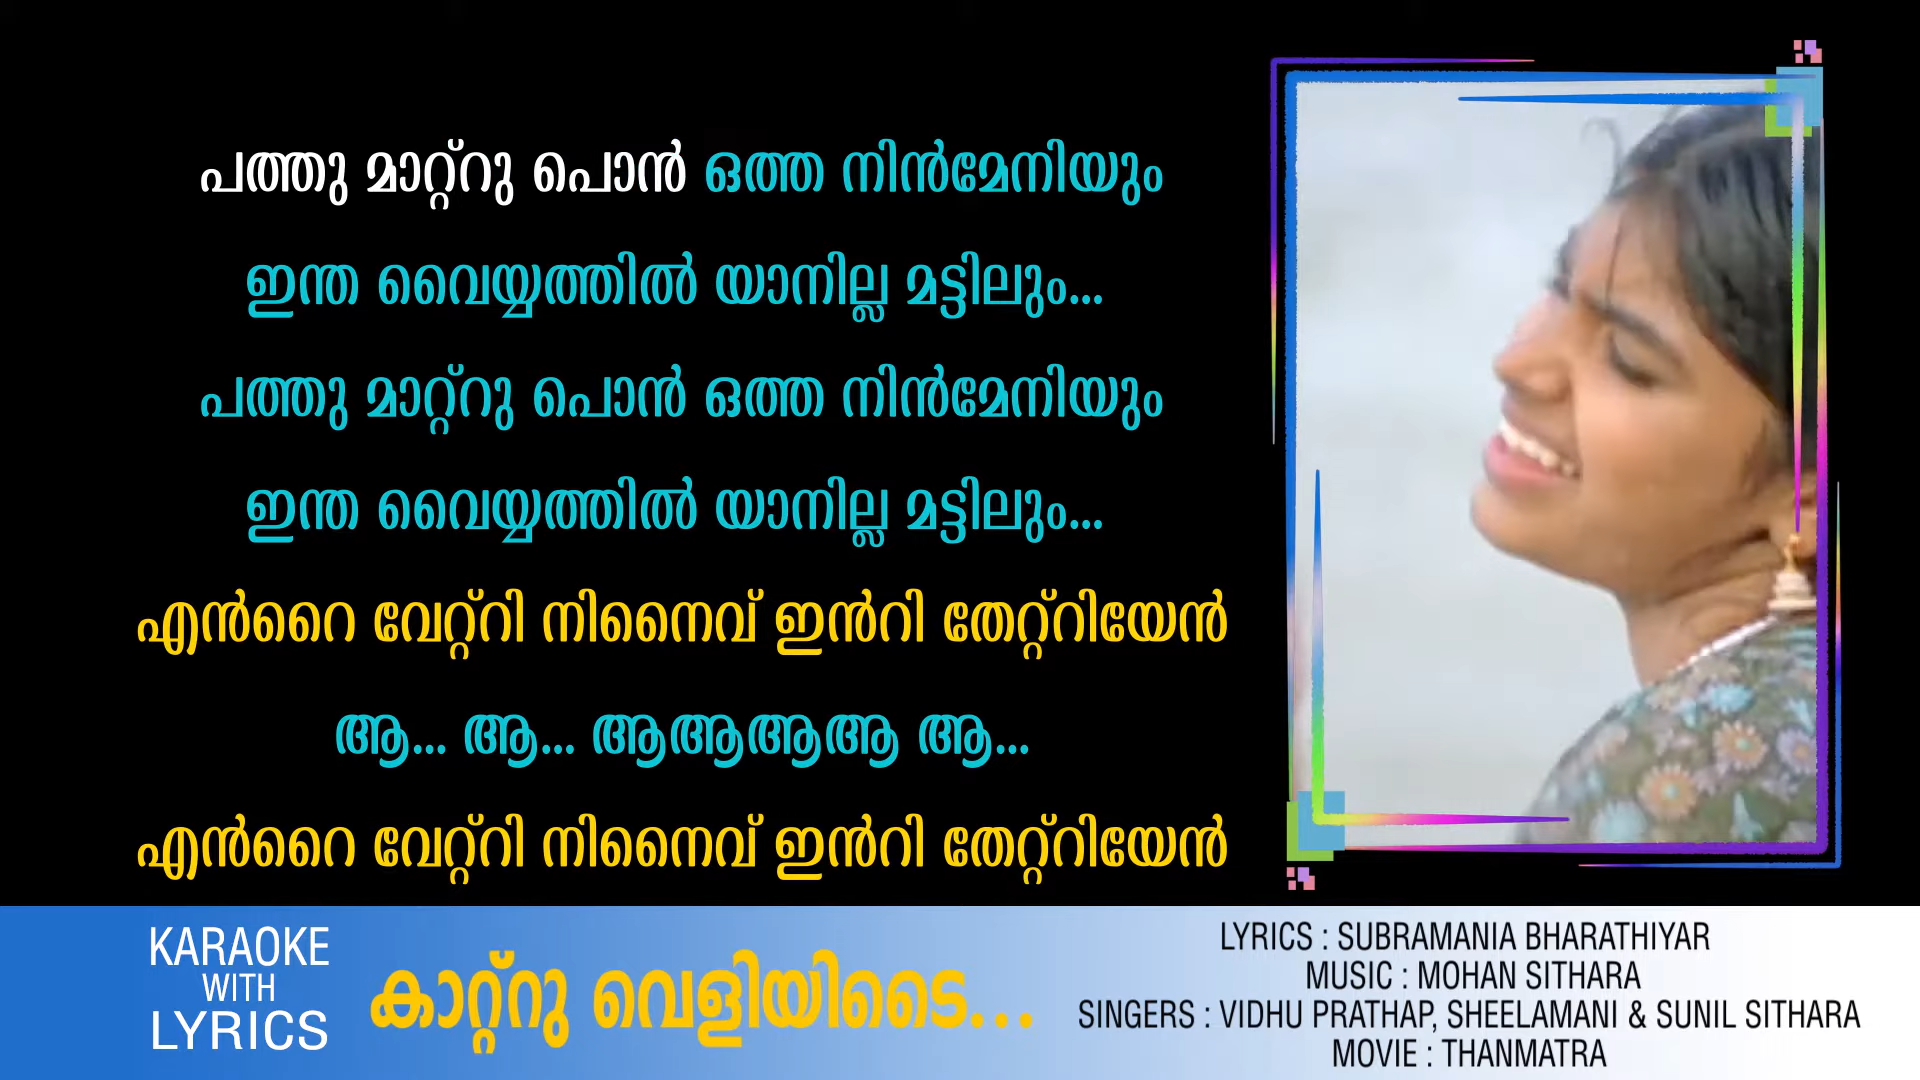 പത്തു മാറ്റ്റു പൊൻ ഒത്ത നിൻമേനിയും
ഇന്ത വൈയ്യത്തിൽ യാനില്ല മട്ടിലും...
പത്തു മാറ്റ്റു പൊൻ ഒത്ത നിൻമേനിയും
ഇന്ത വൈയ്യത്തിൽ യാനില്ല മട്ടിലും...
എൻറൈ വേറ്റ്റി നിനൈവ് ഇൻറി തേറ്റ്റിയേൻ
ആ... ആ... ആആആആ ആ...
എൻറൈ വേറ്റ്റി നിനൈവ് ഇൻറി തേറ്റ്റിയേൻ
KARAOKE
WITH
LYRICS
കാറ്റ്റു വെളിയിടൈ...
LYRICS : SUBRAMANIA BHARATHIYAR
MUSIC : MOHAN SITHARA
SINGERS : VIDHU PRATHAP, SHEELAMANI & SUNIL SITHARA
MOVIE : THANMATRA